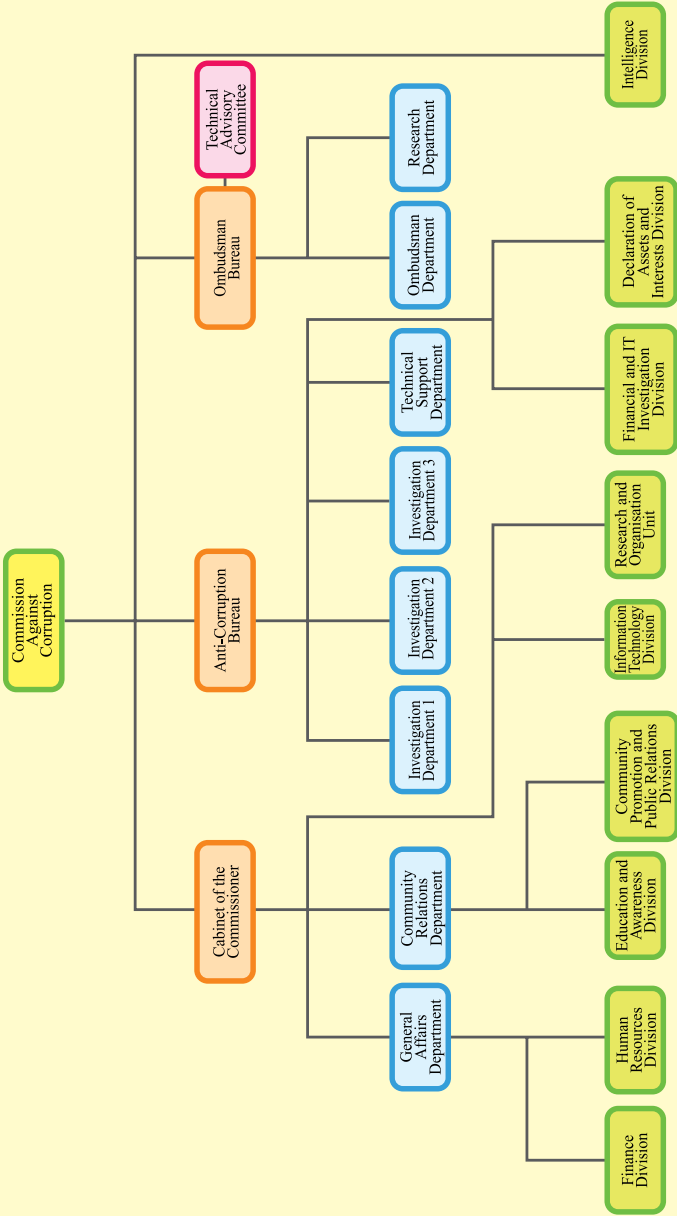 Commission
Against
Corruption
Cabinet of the
Commissioner
Anti-Corruption
Bureau
Ombudsman
Bureau
Technical
Advisory
Committee
General
Affairs
Department
Community
Relations
Department
Investigation
Department 1
Investigation
Department 2
Investigation
Department 3
Technical
Support
Department
Ombudsman
Department
Research
Department
Finance
Division
Human
Resources
Division
Education and
Awareness
Division
Community
Promotion and
Public Relations
Division
Information
Technology
Division
Research and
Organisation
Unit
Financial and IT
Investigation
Division
Declaration of
Assets and
Interests Division
Intelligence
Division